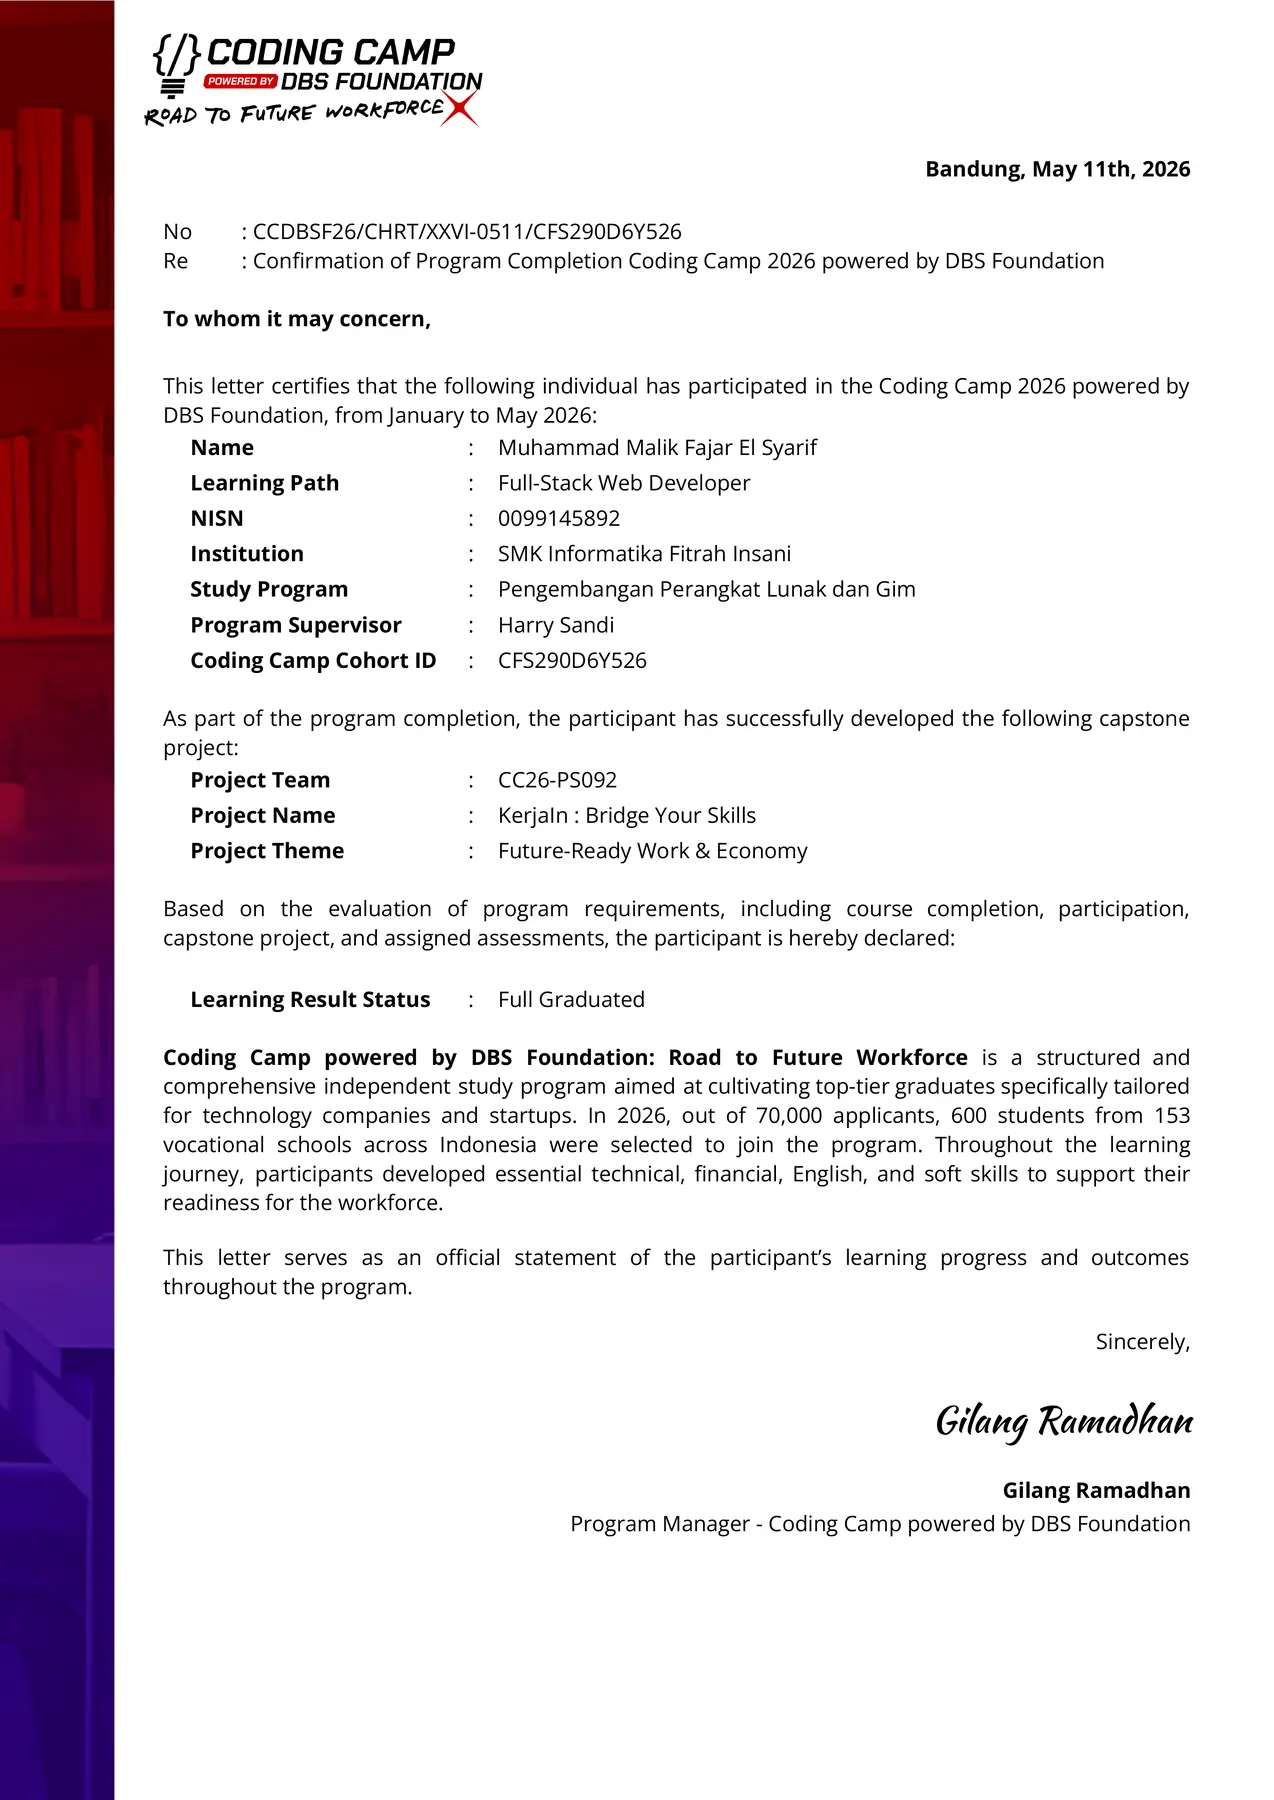 CODING CAMP
POWERED BY DBS FOUNDATION
ROAD TO FUTURE WORKFORCE
Bandung, May 11th, 2026
No : CCDBSF26/CHRT/XXVI-0511/CFS290D6Y526
Re : Confirmation of Program Completion Coding Camp 2026 powered by DBS Foundation
To whom it may concern,
This letter certifies that the following individual has participated in the Coding Camp 2026 powered by
DBS Foundation, from January to May 2026:
Name : Muhammad Malik Fajar El Syarif
Learning Path : Full-Stack Web Developer
NISN : 0099145892
Institution : SMK Informatika Fitrah Insani
Study Program : Pengembangan Perangkat Lunak dan Gim
Program Supervisor : Harry Sandi
Coding Camp Cohort ID : CFS290D6Y526
As part of the program completion, the participant has successfully developed the following capstone
project:
Project Team : CC26-PS092
Project Name : KerjaIn : Bridge Your Skills
Project Theme : Future-Ready Work & Economy
Based on the evaluation of program requirements, including course completion, participation,
capstone project, and assigned assessments, the participant is hereby declared:
Learning Result Status : Full Graduated
Coding Camp powered by DBS Foundation: Road to Future Workforce is a structured and
comprehensive independent study program aimed at cultivating top-tier graduates specifically tailored
for technology companies and startups. In 2026, out of 70,000 applicants, 600 students from 153
vocational schools across Indonesia were selected to join the program. Throughout the learning
journey, participants developed essential technical, financial, English, and soft skills to support their
readiness for the workforce.
This letter serves as an official statement of the participant’s learning progress and outcomes
throughout the program.
Sincerely,
Gilang Ramadhan
Gilang Ramadhan
Program Manager - Coding Camp powered by DBS Foundation